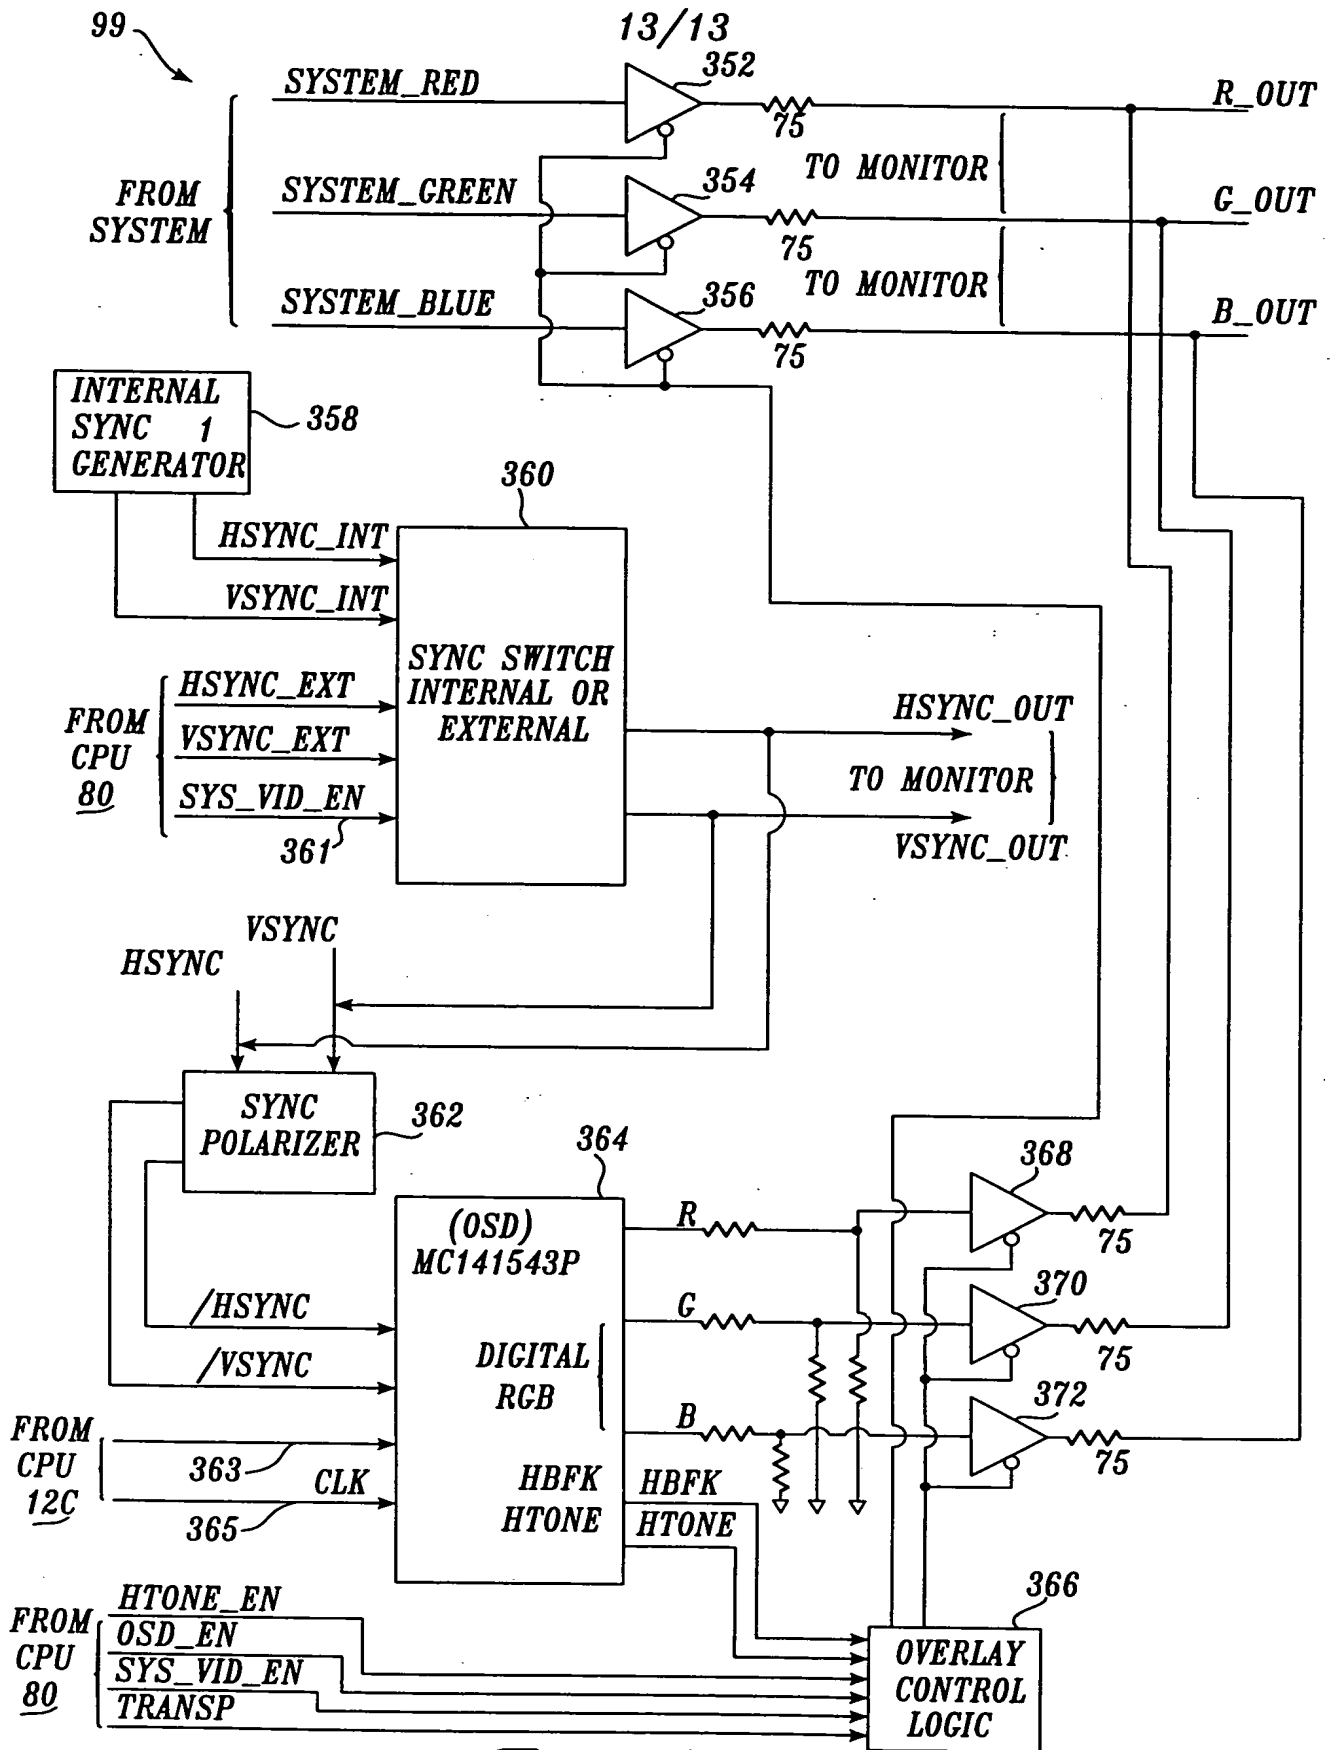 13/13
99
352
SYSTEM_RED
R_OUT
75
TO MONITOR
354
FROM
SYSTEM
SYSTEM_GREEN
G_OUT
75
TO MONITOR
356
SYSTEM_BLUE
B_OUT
75
INTERNAL
SYNC 1
GENERATOR
358
360
HSYNC_INT
VSYNC_INT
SYNC SWITCH
INTERNAL OR
EXTERNAL
FROM
CPU
80
HSYNC_EXT
VSYNC_EXT
SYS_VID_EN
361
HSYNC_OUT
TO MONITOR
VSYNC_OUT
VSYNC
HSYNC
SYNC
POLARIZER
362
364
368
(OSD)
MC141543P
R
75
/HSYNC
G
370
DIGITAL
RGB
75
/VSYNC
B
372
75
FROM
CPU
12C
363
CLK
365
HBFK
HTONE
HBFK
HTONE
366
FROM
CPU
80
HTONE_EN
OSD_EN
SYS_VID_EN
TRANSP
OVERLAY
CONTROL
LOGIC